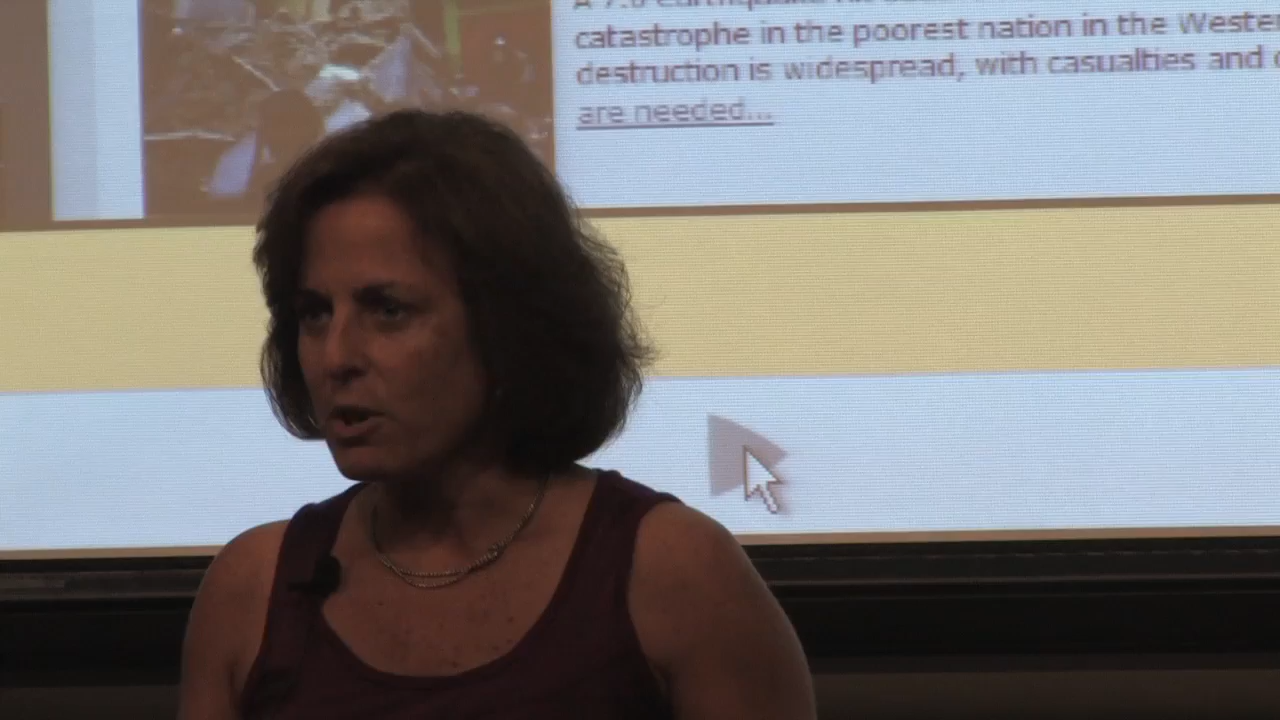 catastrophe in the poorest nation in the Wester
destruction is widespread, with casualties and
are needed...